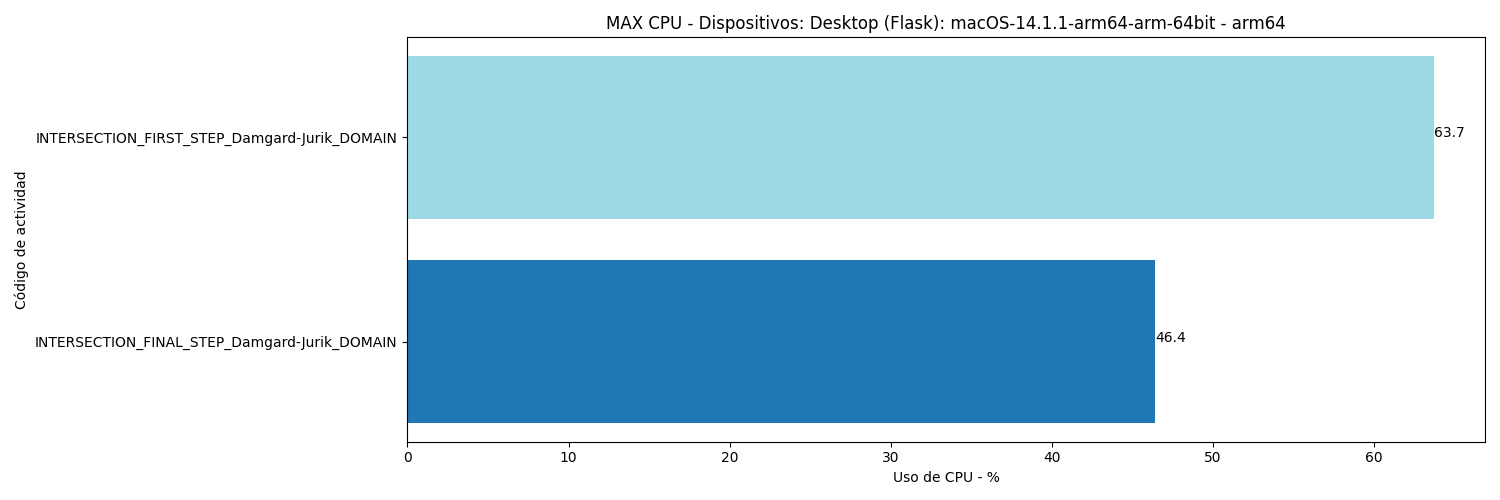 MAX CPU - Dispositivos: Desktop (Flask): macOS-14.1.1-arm64-arm-64bit - arm64
Código de actividad
INTERSECTION_FIRST_STEP_Damgard-Jurik_DOMAIN
63.7
INTERSECTION_FINAL_STEP_Damgard-Jurik_DOMAIN
46.4
0 10 20 30 40 50 60
Uso de CPU - %